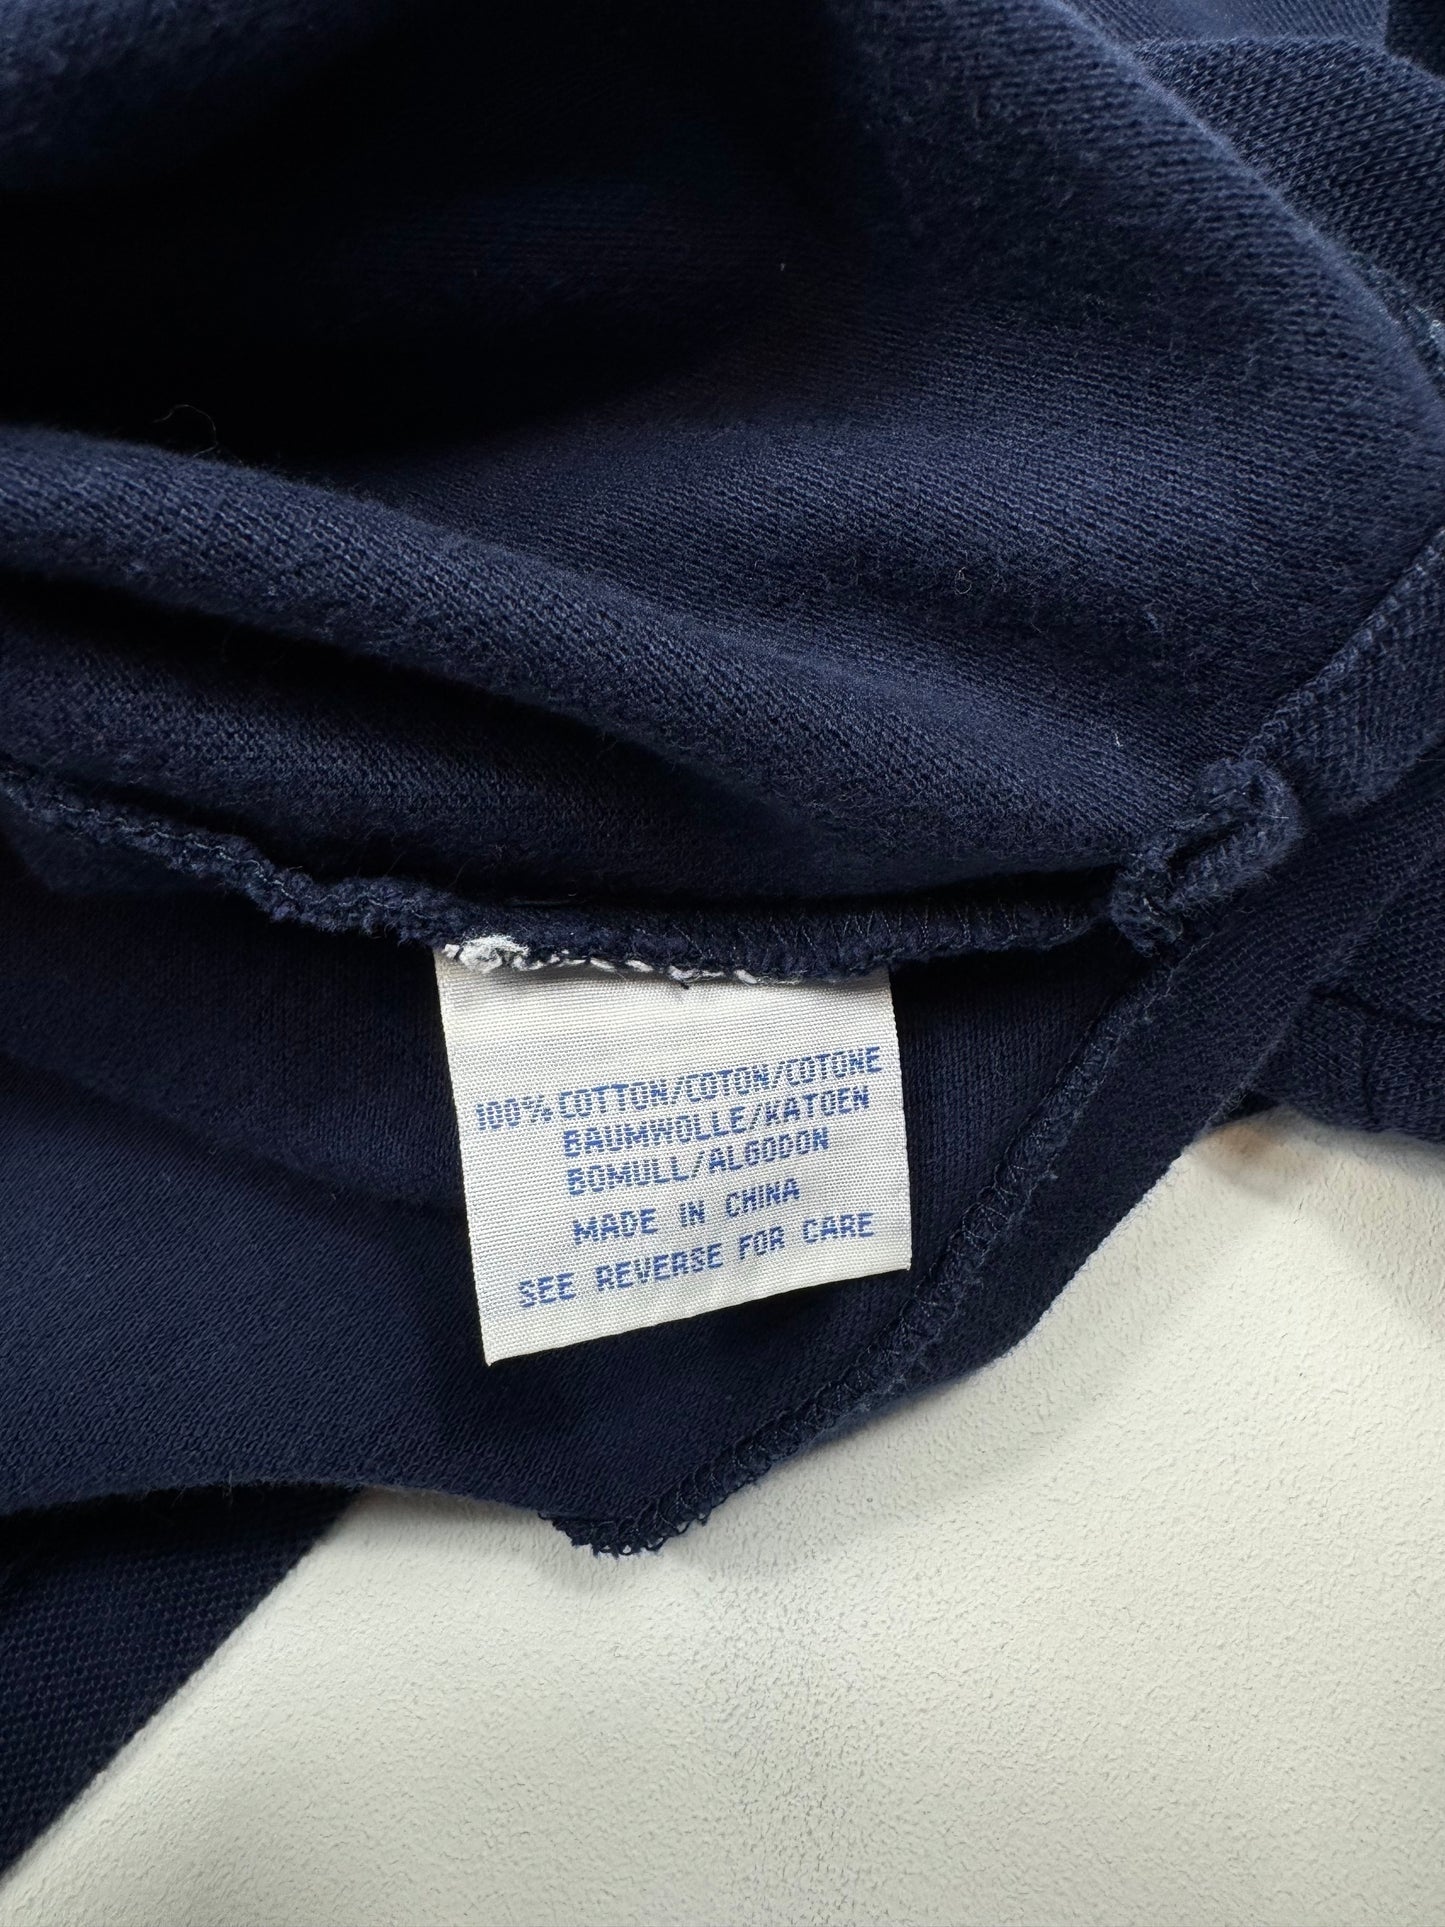 100% COTTON/COTON/COTONE
BAUMWOLLE/KATOEN
BOMULL/ALGODON
MADE IN CHINA
SEE REVERSE FOR CARE